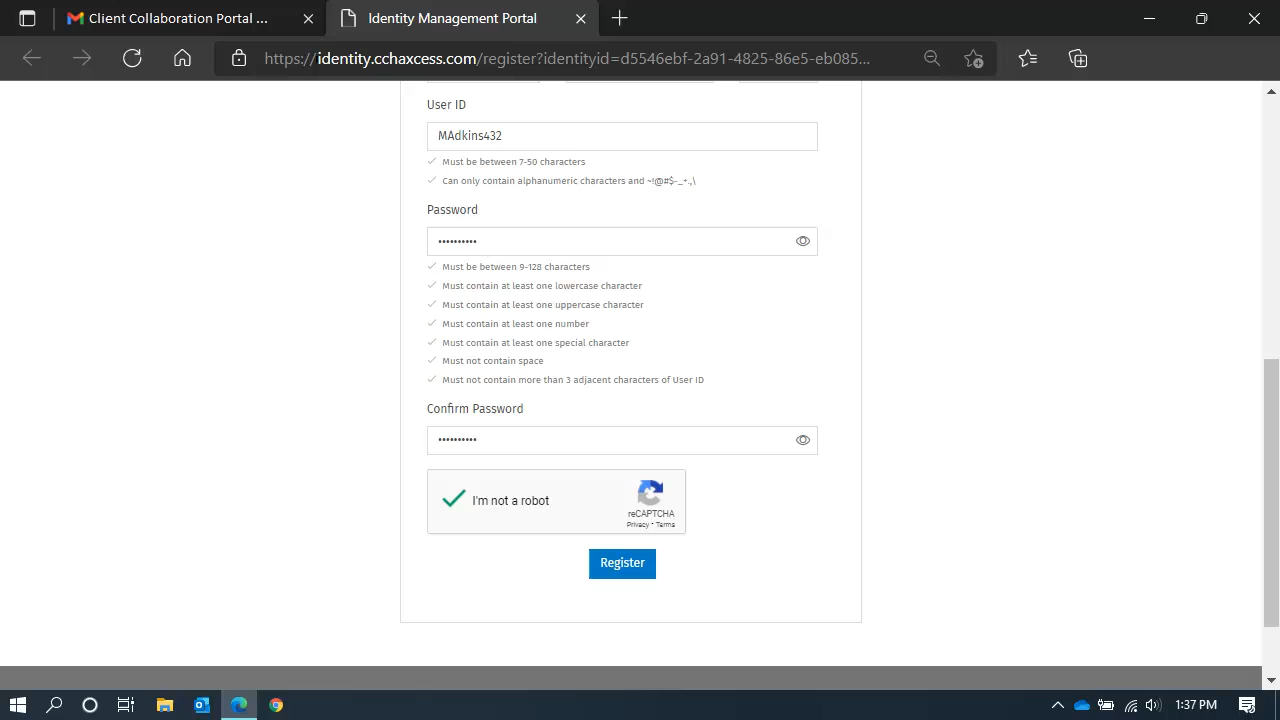 Client Collaboration Portal ...
Identity Management Portal
https://identity.cchaxcess.com/register?identityid=d5546ebf-2a91-4825-86e5-eb085...
User ID
MAdkins432
Must be between 7-50 characters
Can only contain alphanumeric characters and ~!@#$-_+.,\
Password
••••••••••
Must be between 9-128 characters
Must contain at least one lowercase character
Must contain at least one uppercase character
Must contain at least one number
Must contain at least one special character
Must not contain space
Must not contain more than 3 adjacent characters of User ID
Confirm Password
••••••••••
I'm not a robot
reCAPTCHA
Privacy • Terms
Register
1:37 PM